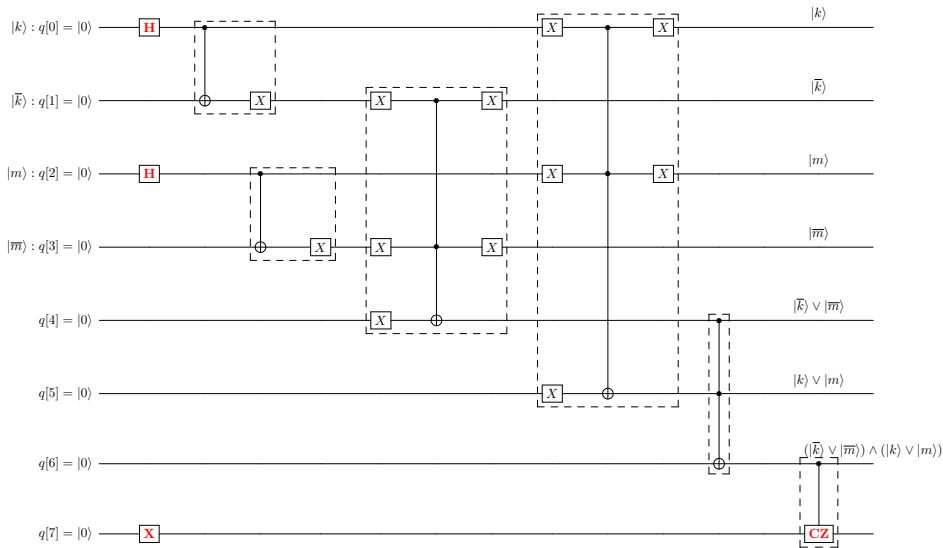 |k⟩
|k⟩ : q[0] = |0⟩ H X X
|k̅⟩
|k̅⟩ : q[1] = |0⟩ X X X
|m⟩
|m⟩ : q[2] = |0⟩ H X X
|m̅⟩
|m̅⟩ : q[3] = |0⟩ X X X
|k̅⟩ ∨ |m̅⟩
q[4] = |0⟩ X
|k⟩ ∨ |m⟩
q[5] = |0⟩ X
(|k̅⟩ ∨ |m̅⟩) ∧ (|k⟩ ∨ |m⟩)
q[6] = |0⟩
q[7] = |0⟩ X CZ